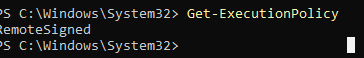 PS C:\Windows\System32> Get-ExecutionPolicy
RemoteSigned
PS C:\Windows\System32>